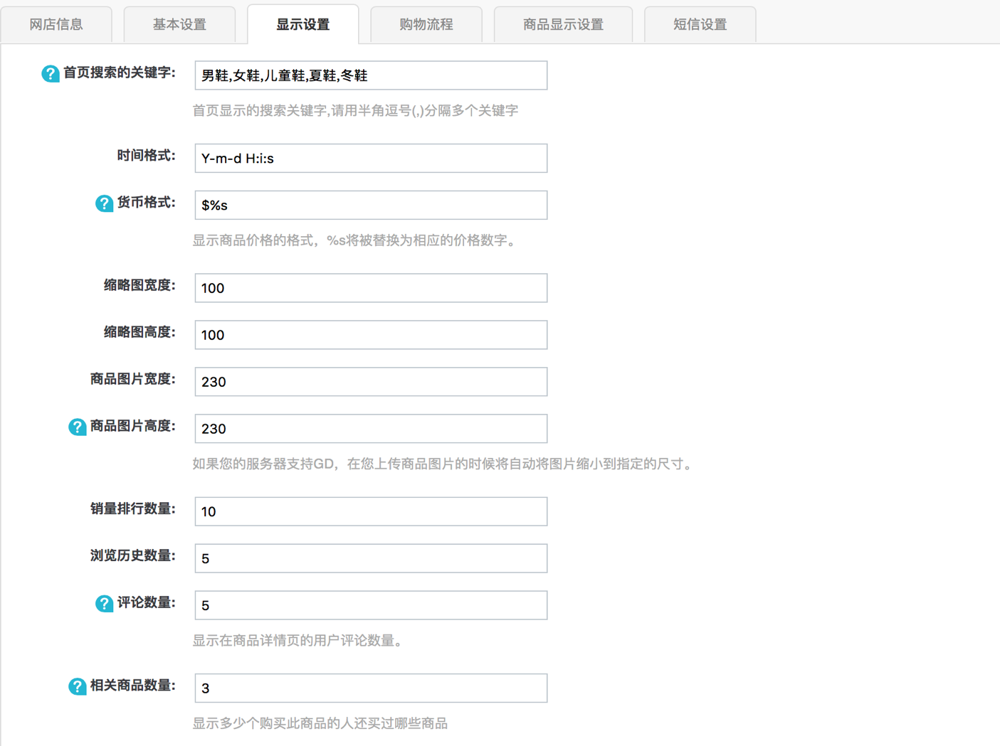 网店信息
基本设置
显示设置
购物流程
商品显示设置
短信设置
首页搜索的关键字:
男鞋,女鞋,儿童鞋,夏鞋,冬鞋
首页显示的搜索关键字,请用半角逗号(,)分隔多个关键字
时间格式:
Y-m-d H:i:s
货币格式:
$%s
显示商品价格的格式，%s将被替换为相应的价格数字。
缩略图宽度:
100
缩略图高度:
100
商品图片宽度:
230
商品图片高度:
230
如果您的服务器支持GD，在您上传商品图片的时候将自动将图片缩小到指定的尺寸。
销量排行数量:
10
浏览历史数量:
5
评论数量:
5
显示在商品详情页的用户评论数量。
相关商品数量:
3
显示多少个购买此商品的人还买过哪些商品